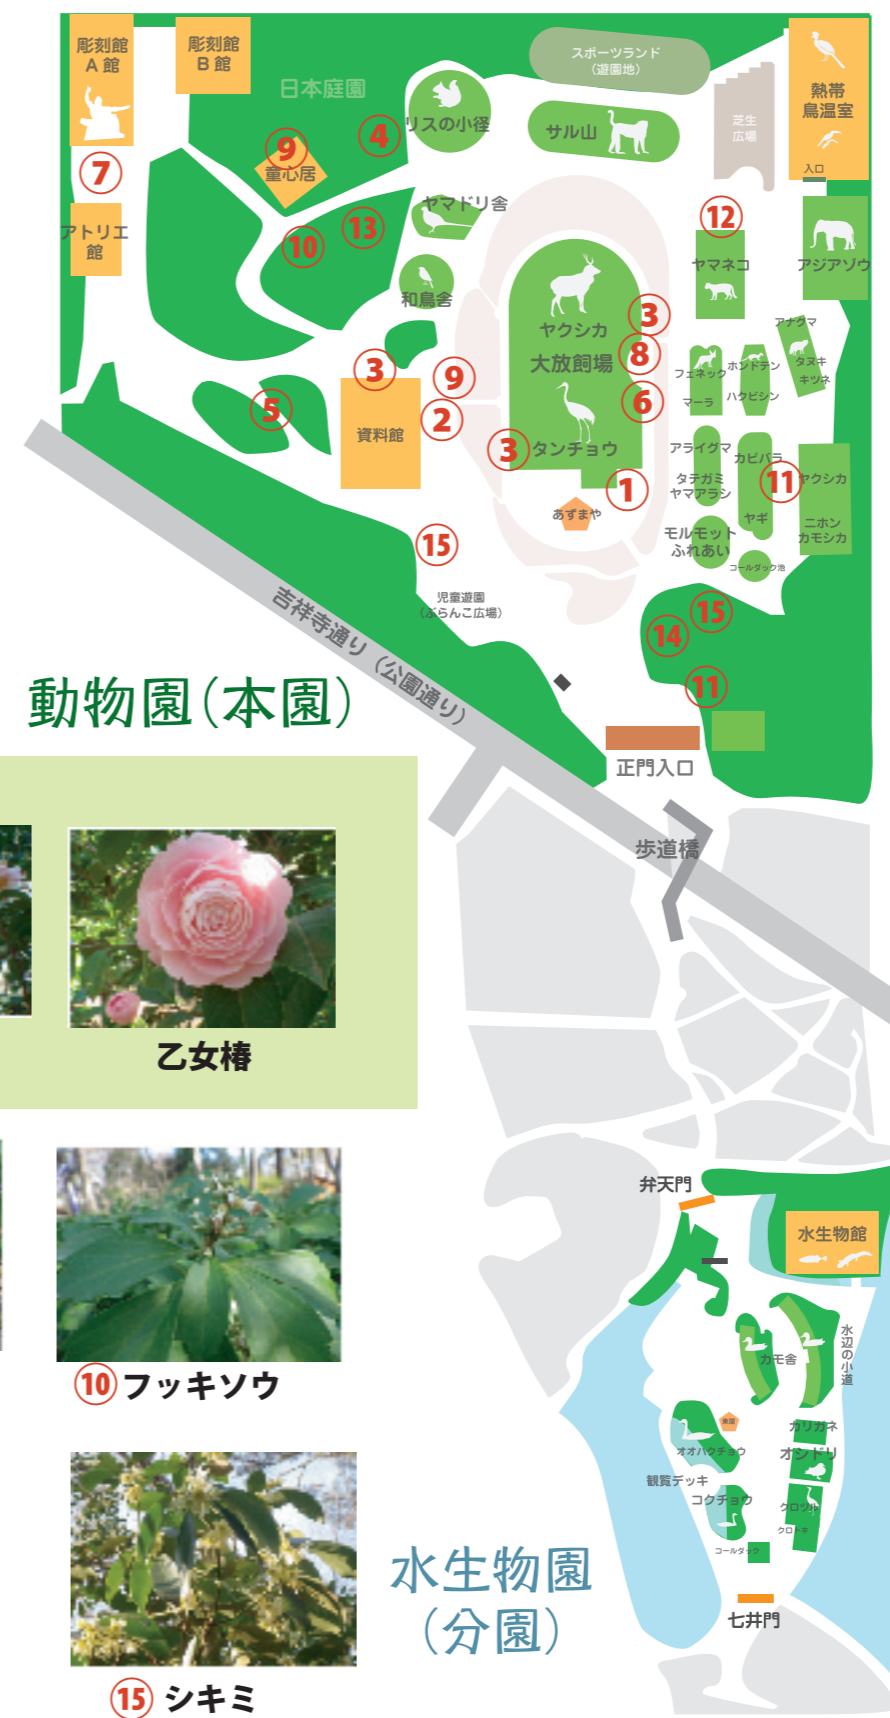 彫刻館
A 館
彫刻館
B 館
日本庭園
スポーツランド
（遊園地）
熱帯
鳥温室
入口
芝生
広場
リスの小径
サル山
④
⑨
童心居
⑦
アトリエ
館
⑩
⑬
ヤマドリ舎
和鳥舎
⑫
ヤマネコ
アジアゾウ
ヤクシカ
大放飼場
タンチョウ
③
⑧
⑥
③
①
あずまや
アナグマ
タヌキ
キツネ
フェネック
マーラ
ホンドテン
ハクビシン
③
⑨
②
⑤
資料館
アライグマ
タテガミ
ヤマアラシ
カピバラ
⑪
ヤギ
ヤクシカ
ニホン
カモシカ
モルモット
ふれあい
コールダック池
⑮
児童遊園
（ぶらんこ広場）
⑮
⑭
⑪
吉祥寺通り（公園通り）
動物園（本園）
正門入口
歩道橋
乙女椿
弁天門
水生物館
水辺の小道
カモ舎
⑩フッキソウ
東屋
オオハクチョウ
カリガネ
オシドリ
観覧デッキ
コクチョウ
クロヅル
クロトキ
コールダック
七井門
水生物園
（分園）
⑮ シキミ